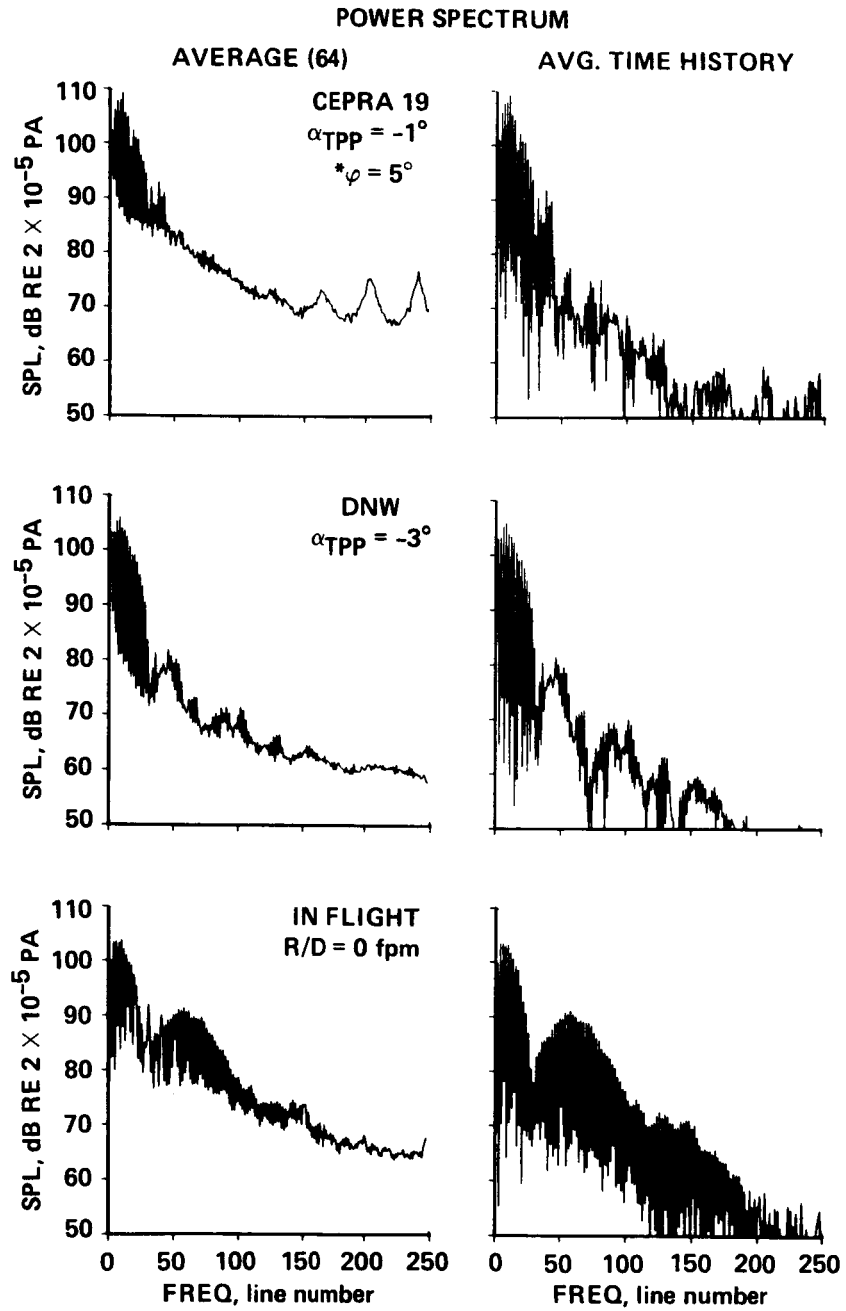 POWER SPECTRUM
AVERAGE (64)
AVG. TIME HISTORY
SPL, dB RE 2 × 10⁻⁵ PA
110
100
90
80
70
60
50
CEPRA 19
αTPP = -1°
*φ = 5°
SPL, dB RE 2 × 10⁻⁵ PA
110
100
90
80
70
60
50
DNW
αTPP = -3°
SPL, dB RE 2 × 10⁻⁵ PA
110
100
90
80
70
60
50
IN FLIGHT
R/D = 0 fpm
0 50 100 150 200 250
FREQ, line number
0 50 100 150 200 250
FREQ, line number